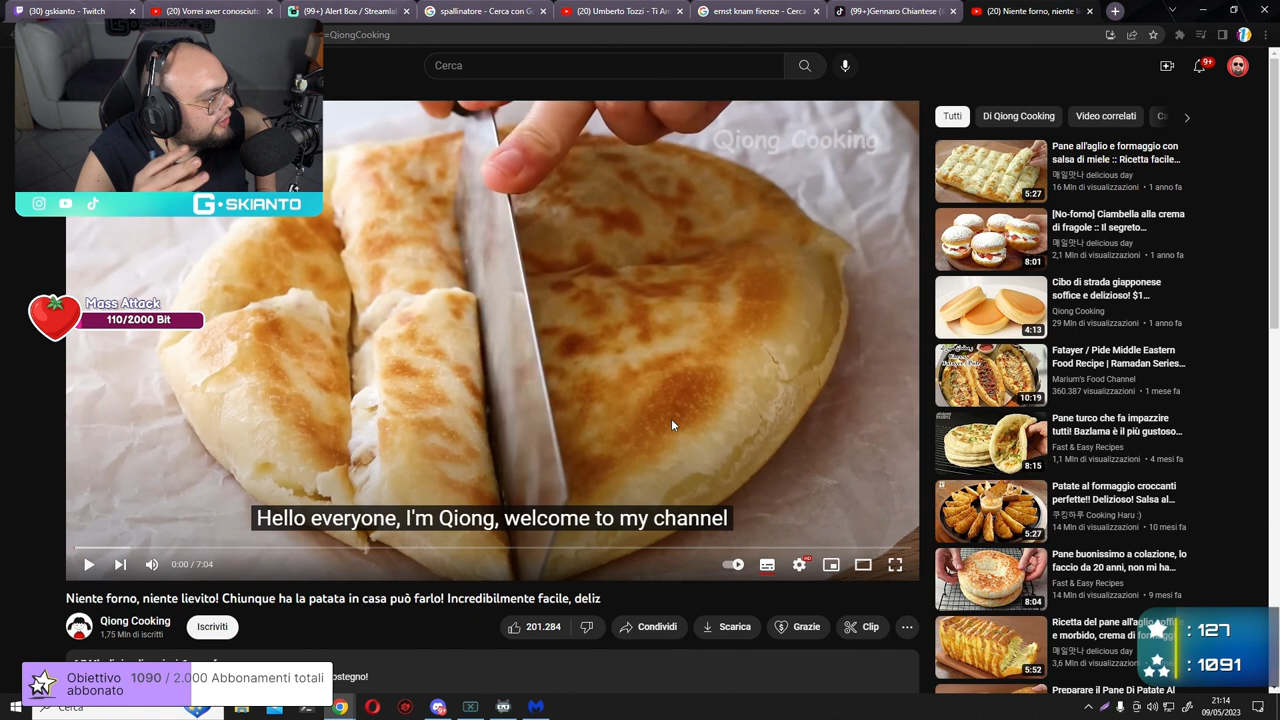 (30) gskianto - Twitch
Vorrei aver conosciuto
Alert Box / Streamlab
spallinatore - Cerca con G
Umberto Tozzi - Ti An
ernst knam firenze - Cerc
Vernano Chiantese (
Niente forno, niente li
=QiongCooking
Cerca
9+
G•SKIANTO
Mass Attack
110/2000 Bit
Qiong Cooking
Hello everyone, I'm Qiong, welcome to my channel
0:00 / 7:04
HD
Niente forno, niente lievito! Chiunque ha la patata in casa può farlo! Incredibilmente facile, deliz
Qiong Cooking
1,75 Mln di iscritti
Iscriviti
201.284
Condividi
Scarica
Grazie
Clip
ostegno!
Obiettivo abbonato
1090 / 2.000 Abbonamenti totali
Tutti
Di Qiong Cooking
Video correlati
Pane all'aglio e formaggio con
salsa di miele :: Ricetta facile...
매일맛나 delicious day
16 Mln di visualizzazioni • 1 anno fa
5:27
[No-forno] Ciambella alla crema
di fragole :: Il segreto...
매일맛나 delicious day
2,1 Mln di visualizzazioni • 1 anno fa
8:01
Cibo di strada giapponese
soffice e delizioso! $1...
Qiong Cooking
29 Mln di visualizzazioni • 1 anno fa
4:13
Fatayer / Pide Middle Eastern
Food Recipe | Ramadan Series...
Marium's Food Channel
360.387 visualizzazioni • 1 mese fa
10:19
Pane turco che fa impazzire
tutti! Bazlama è il più gustoso...
Fast & Easy Recipes
1,1 Mln di visualizzazioni • 4 mesi fa
8:15
Patate al formaggio croccanti
perfette!! Delizioso! Salsa al...
쿠킹하루 Cooking Haru :)
14 Mln di visualizzazioni • 10 mesi fa
5:27
Pane buonissimo a colazione, lo
faccio da 20 anni, non mi ha...
Fast & Easy Recipes
14 Mln di visualizzazioni • 9 mesi fa
8:04
Ricetta del pane all'aglio
e morbido, crema di
매일맛나 delicious day
3,6 Mln di
5:52
: 127
: 1091
Preparare il Pane Di Patate Al
Cerca
21:14
09/05/2023